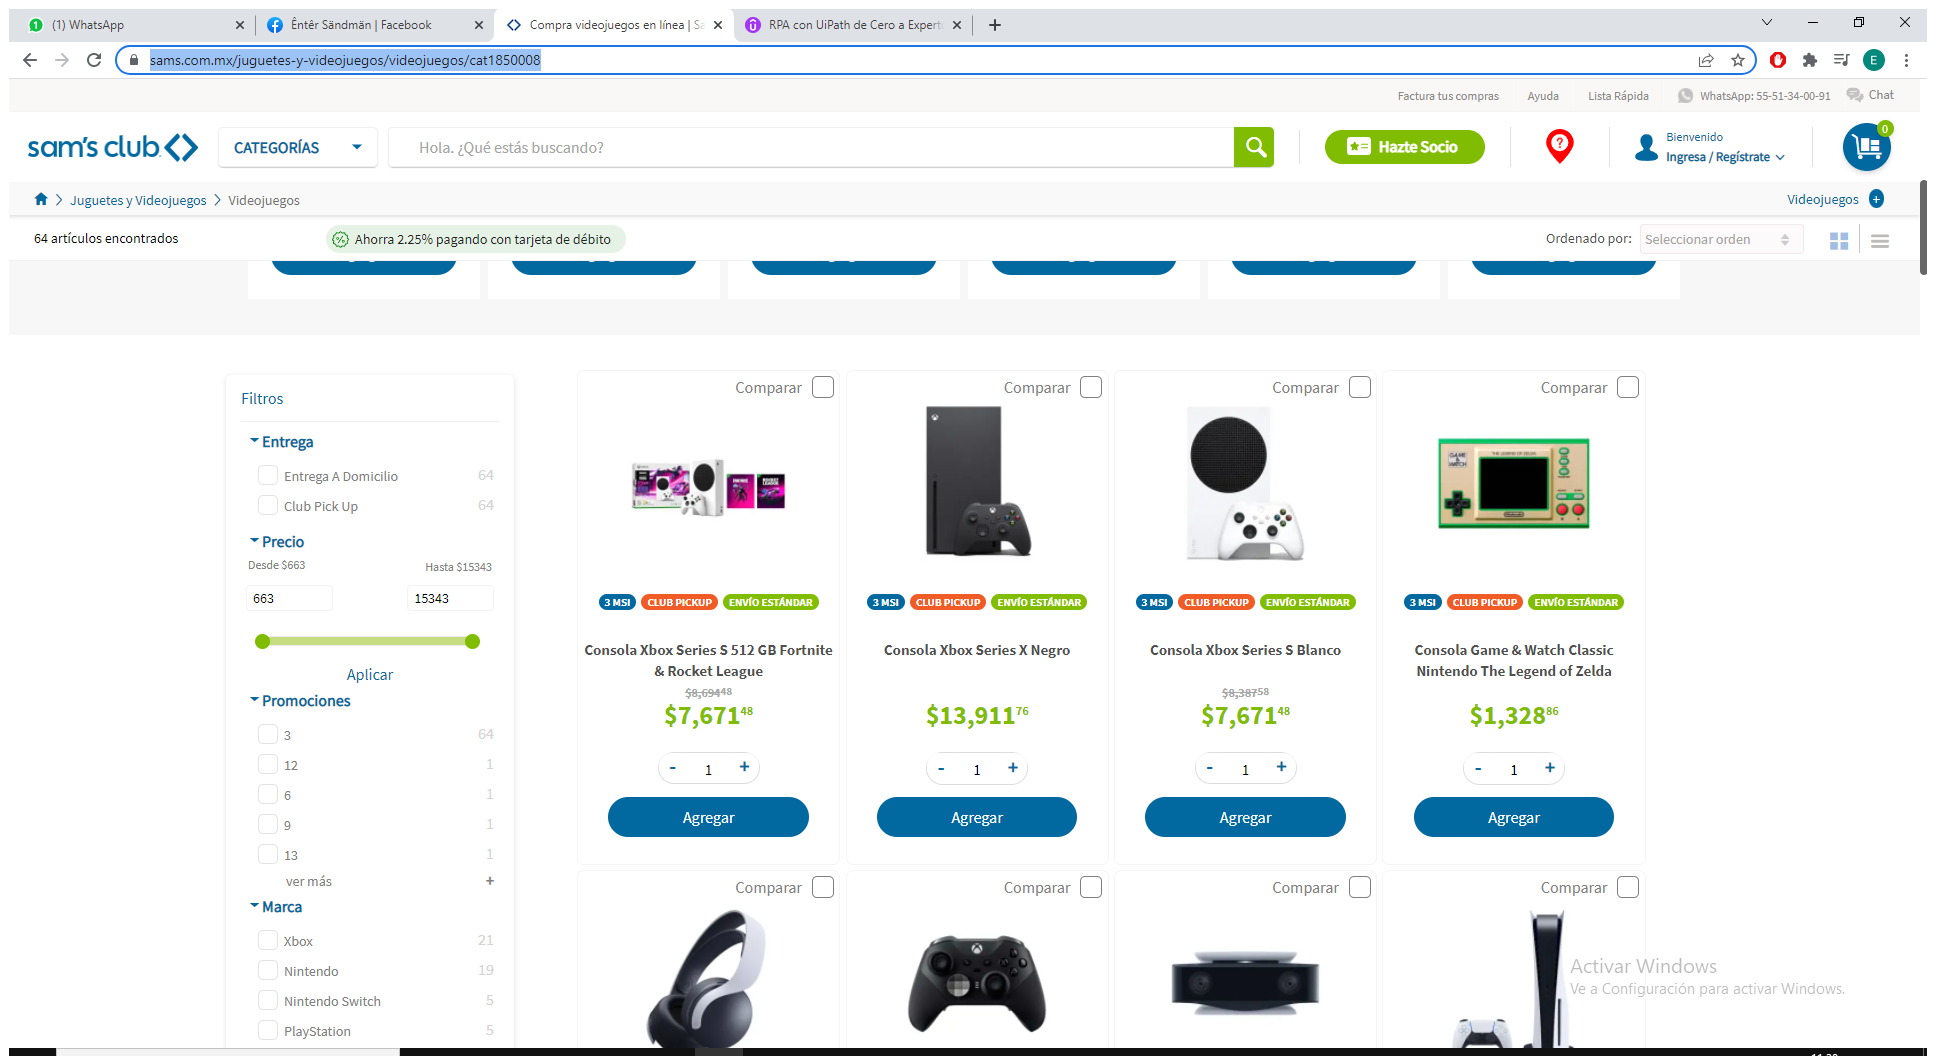 (1) WhatsApp
Êntêr Sändmän | Facebook
Compra videojuegos en línea | Sa
RPA con UiPath de Cero a Experto
sams.com.mx/juguetes-y-videojuegos/videojuegos/cat1850008
E
Factura tus compras
Ayuda
Lista Rápida
WhatsApp: 55-51-34-00-91
Chat
sam's club
CATEGORÍAS
Hola. ¿Qué estás buscando?
Hazte Socio
?
Bienvenido
Ingresa / Regístrate
0
Juguetes y Videojuegos
Videojuegos
Videojuegos +
64 artículos encontrados
Ahorra 2.25% pagando con tarjeta de débito
Ordenado por:
Seleccionar orden
Filtros
Entrega
Entrega A Domicilio 64
Club Pick Up 64
Precio
Desde $663
Hasta $15343
663
15343
Aplicar
Promociones
3 64
12 1
6 1
9 1
13 1
ver más +
Marca
Xbox 21
Nintendo 19
Nintendo Switch 5
PlayStation 5
Comparar
3 MSI CLUB PICKUP ENVÍO ESTÁNDAR
Consola Xbox Series S 512 GB Fortnite
& Rocket League
$8,694.48
$7,671.48
- 1 +
Agregar
Comparar
3 MSI CLUB PICKUP ENVÍO ESTÁNDAR
Consola Xbox Series X Negro
$13,911.76
- 1 +
Agregar
Comparar
3 MSI CLUB PICKUP ENVÍO ESTÁNDAR
Consola Xbox Series S Blanco
$8,387.58
$7,671.48
- 1 +
Agregar
Comparar
GAME & WATCH
THE LEGEND OF ZELDA
3 MSI CLUB PICKUP ENVÍO ESTÁNDAR
Consola Game & Watch Classic
Nintendo The Legend of Zelda
$1,328.86
- 1 +
Agregar
Comparar
Comparar
Comparar
Comparar
Activar Windows
Ve a Configuración para activar Windows.